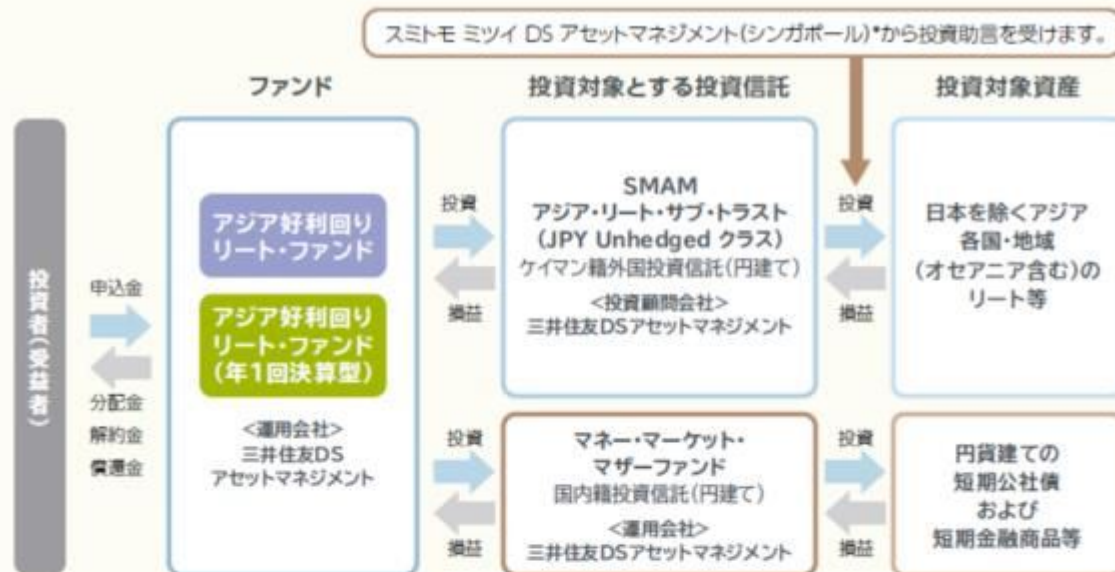 スミトモ ミツイ DS アセットマネジメント(シンガポール)*から投資助言を受けます。
ファンド
投資対象とする投資信託
投資対象資産
投資者(受益者)
申込金
分配金
解約金
償還金
アジア好利回り
リート・ファンド
アジア好利回り
リート・ファンド
(年1回決算型)
<運用会社>
三井住友DS
アセットマネジメント
投資
損益
SMAM
アジア・リート・サブ・トラスト
(JPY Unhedged クラス)
ケイマン籍外国投資信託(円建て)
<投資顧問会社>
三井住友DSアセットマネジメント
投資
損益
日本を除くアジア
各国・地域
(オセアニア含む)の
リート等
投資
損益
マネー・マーケット・
マザーファンド
国内籍投資信託(円建て)
<運用会社>
三井住友DSアセットマネジメント
投資
損益
円貨建ての
短期公社債
および
短期金融商品等